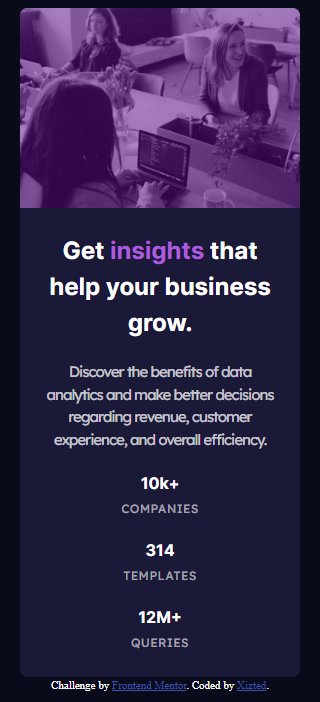 Get insights that
help your business
grow.
Discover the benefits of data
analytics and make better decisions
regarding revenue, customer
experience, and overall efficiency.
10k+
COMPANIES
314
TEMPLATES
12M+
QUERIES
Challenge by Frontend Mentor. Coded by Xizted.